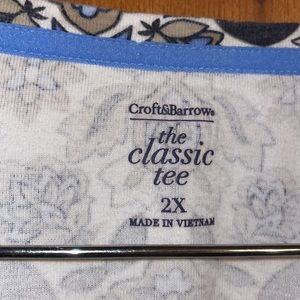 Croft&Barrow®
the
classic
tee
2X
MADE IN VIETNAM